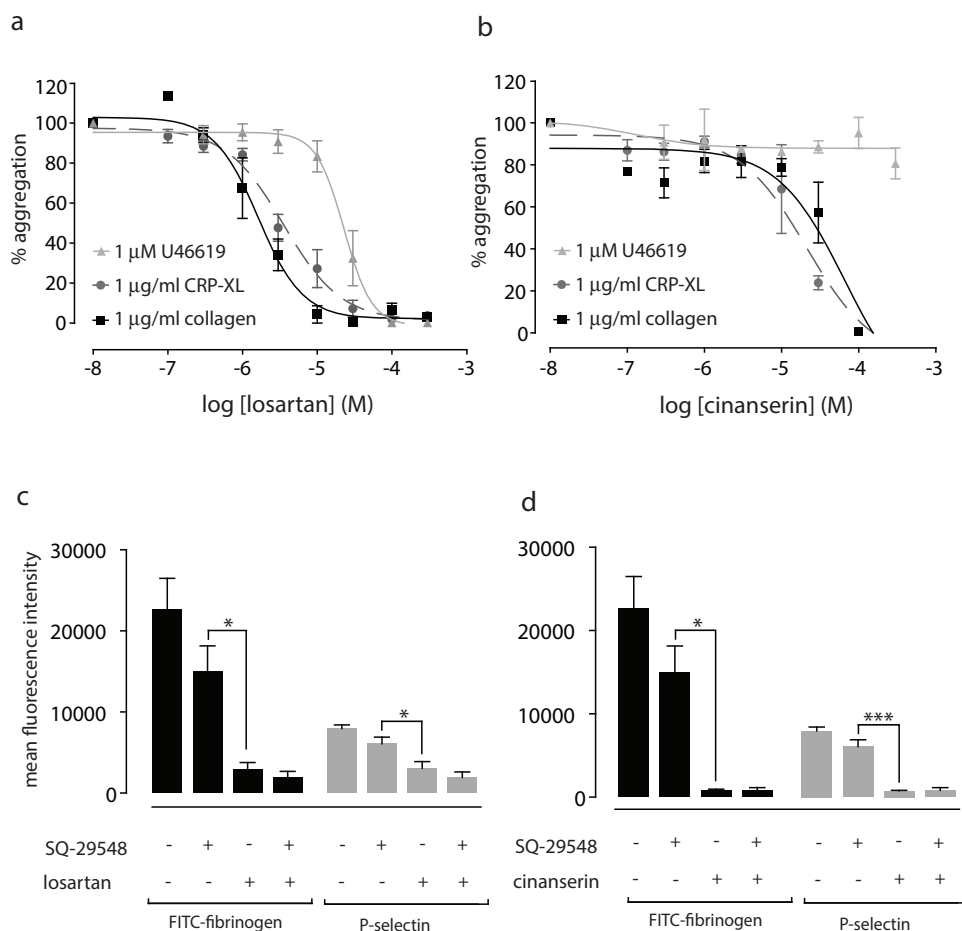 a
120
100
80
60
40
20
0
% aggregation
1 μM U46619
1 μg/ml CRP-XL
1 μg/ml collagen
-8 -7 -6 -5 -4 -3
log [losartan] (M)
b
120
100
80
60
40
20
0
% aggregation
1 μM U46619
1 μg/ml CRP-XL
1 μg/ml collagen
-8 -7 -6 -5 -4 -3
log [cinanserin] (M)
c
30000
20000
10000
0
mean fluorescence intensity
*
*
SQ-29548 - + - + - + - +
losartan - - + + - - + +
FITC-fibrinogen P-selectin
d
30000
20000
10000
0
*
***
SQ-29548 - + - + - + - +
cinanserin - - + + - - + +
FITC-fibrinogen P-selectin